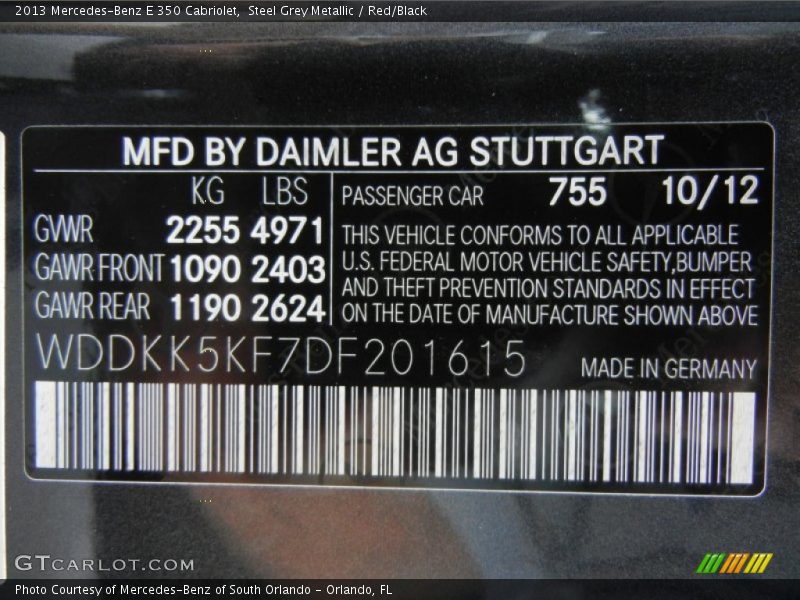 2013 Mercedes-Benz E 350 Cabriolet,  Steel Grey Metallic / Red/Black
MFD BY DAIMLER AG STUTTGART
KG LBS
GVWR 2255 4971
GAWR FRONT 1090 2403
GAWR REAR 1190 2624
PASSENGER CAR 755 10/12
THIS VEHICLE CONFORMS TO ALL APPLICABLE
U.S. FEDERAL MOTOR VEHICLE SAFETY,BUMPER
AND THEFT PREVENTION STANDARDS IN EFFECT
ON THE DATE OF MANUFACTURE SHOWN ABOVE
WDDKK5KF7DF201615
MADE IN GERMANY
GTCARLOT.COM
Photo Courtesy of Mercedes-Benz of South Orlando - Orlando, FL